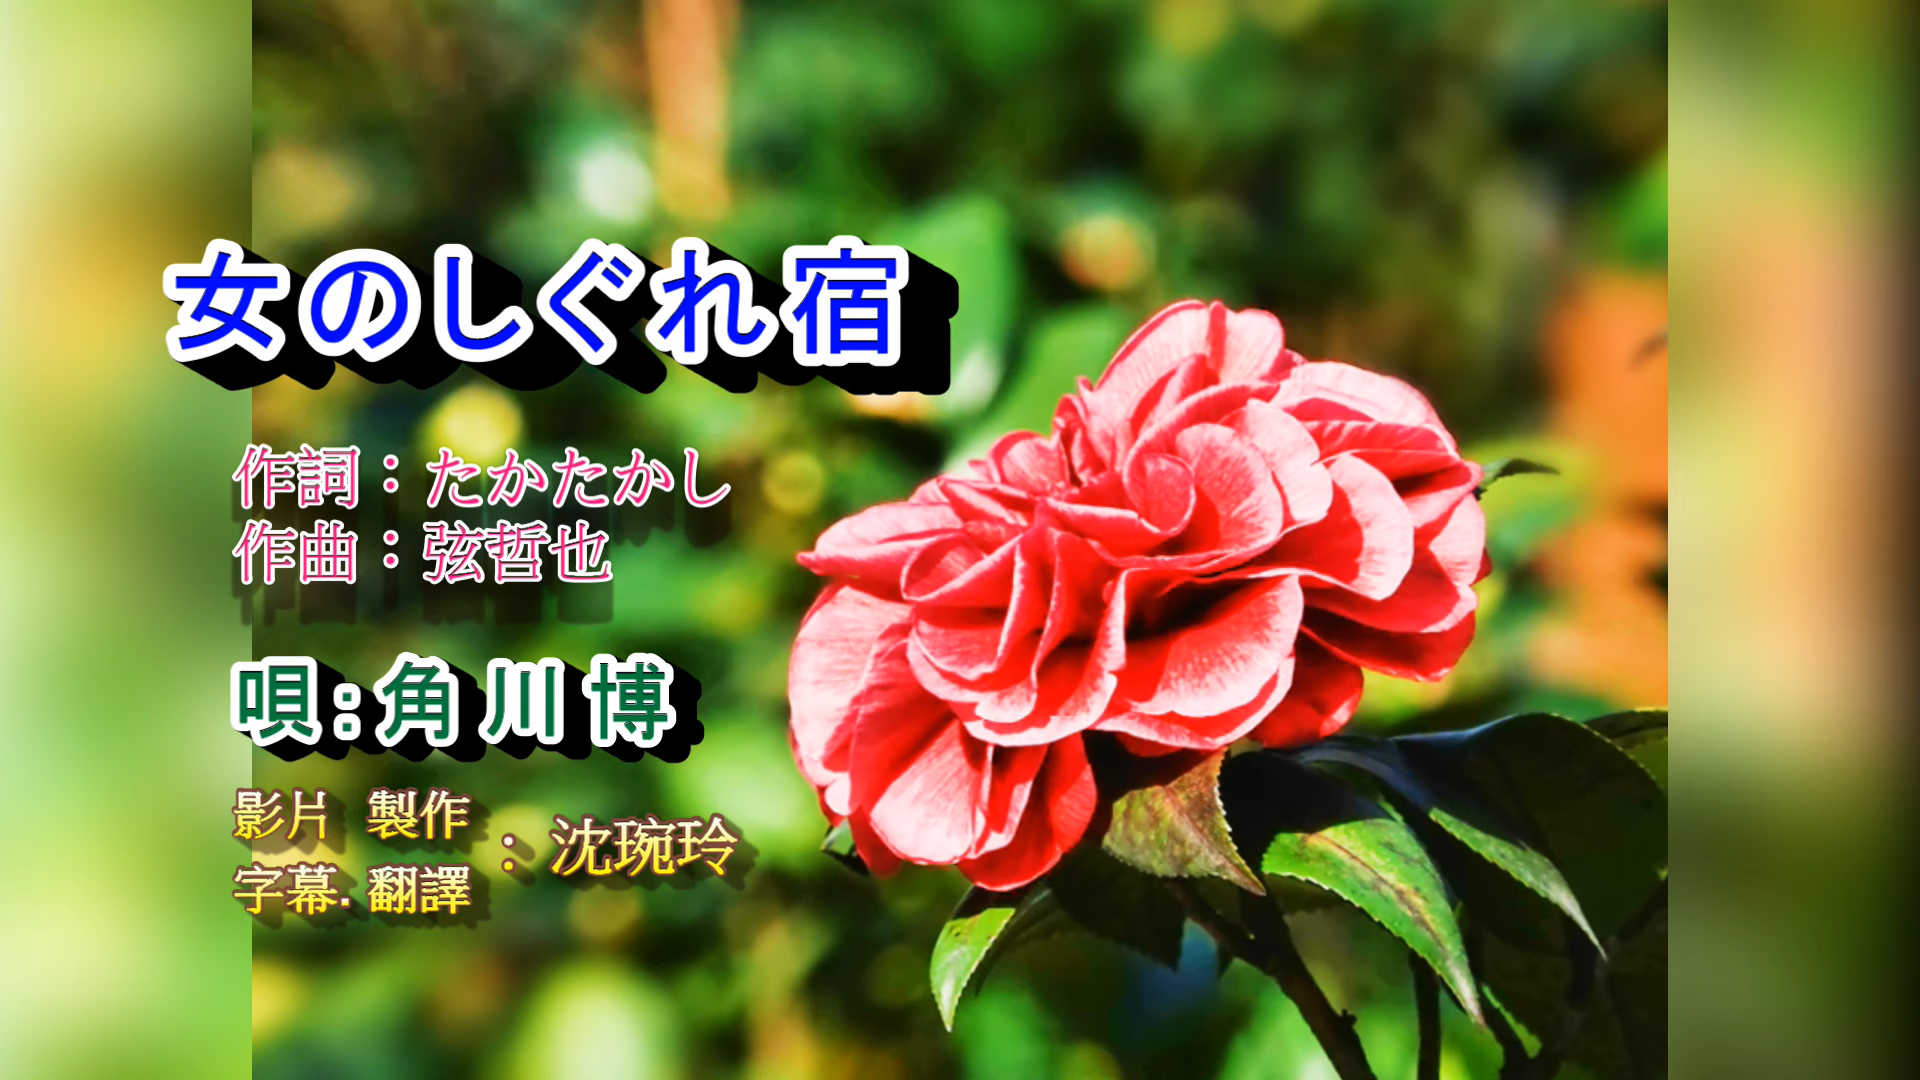 女のしぐれ宿
作詞：たかたかし
作曲：弦哲也
唄:角川博
影片 製作
字幕.翻譯 : 沈琬玲